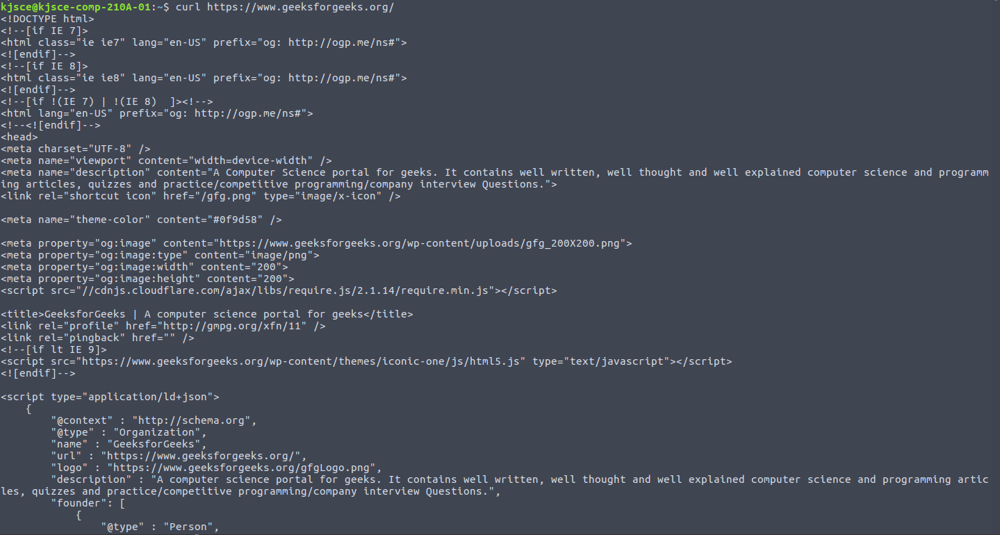 kjsce@kjsce-comp-210A-01:~$ curl https://www.geeksforgeeks.org/
<!DOCTYPE html>
<!--[if IE 7]>
<html class="ie ie7" lang="en-US" prefix="og: http://ogp.me/ns#">
<![endif]-->
<!--[if IE 8]>
<html class="ie ie8" lang="en-US" prefix="og: http://ogp.me/ns#">
<![endif]-->
<!--[if !(IE 7) | !(IE 8)  ]><!-->
<html lang="en-US" prefix="og: http://ogp.me/ns#">
<!--<![endif]-->
<head>
<meta charset="UTF-8" />
<meta name="viewport" content="width=device-width" />
<meta name="description" content="A Computer Science portal for geeks. It contains well written, well thought and well explained computer science and programm
ing articles, quizzes and practice/competitive programming/company interview Questions.">
<link rel="shortcut icon" href="/gfg.png" type="image/x-icon" />

<meta name="theme-color" content="#0f9d58" />

<meta property="og:image" content="https://www.geeksforgeeks.org/wp-content/uploads/gfg_200X200.png">
<meta property="og:image:type" content="image/png">
<meta property="og:image:width" content="200">
<meta property="og:image:height" content="200">
<script src="//cdnjs.cloudflare.com/ajax/libs/require.js/2.1.14/require.min.js"></script>

<title>GeeksforGeeks | A computer science portal for geeks</title>
<link rel="profile" href="http://gmpg.org/xfn/11" />
<link rel="pingback" href="" />
<!--[if lt IE 9]>
<script src="https://www.geeksforgeeks.org/wp-content/themes/iconic-one/js/html5.js" type="text/javascript"></script>
<![endif]-->

<script type="application/ld+json">
    {
        "@context" : "http://schema.org",
        "@type" : "Organization",
        "name" : "GeeksforGeeks",
        "url" : "https://www.geeksforgeeks.org/",
        "logo" : "https://www.geeksforgeeks.org/gfgLogo.png",
        "description" : "A computer science portal for geeks. It contains well written, well thought and well explained computer science and programming artic
les, quizzes and practice/competitive programming/company interview Questions.",
        "founder": [
            {
                "@type" : "Person",